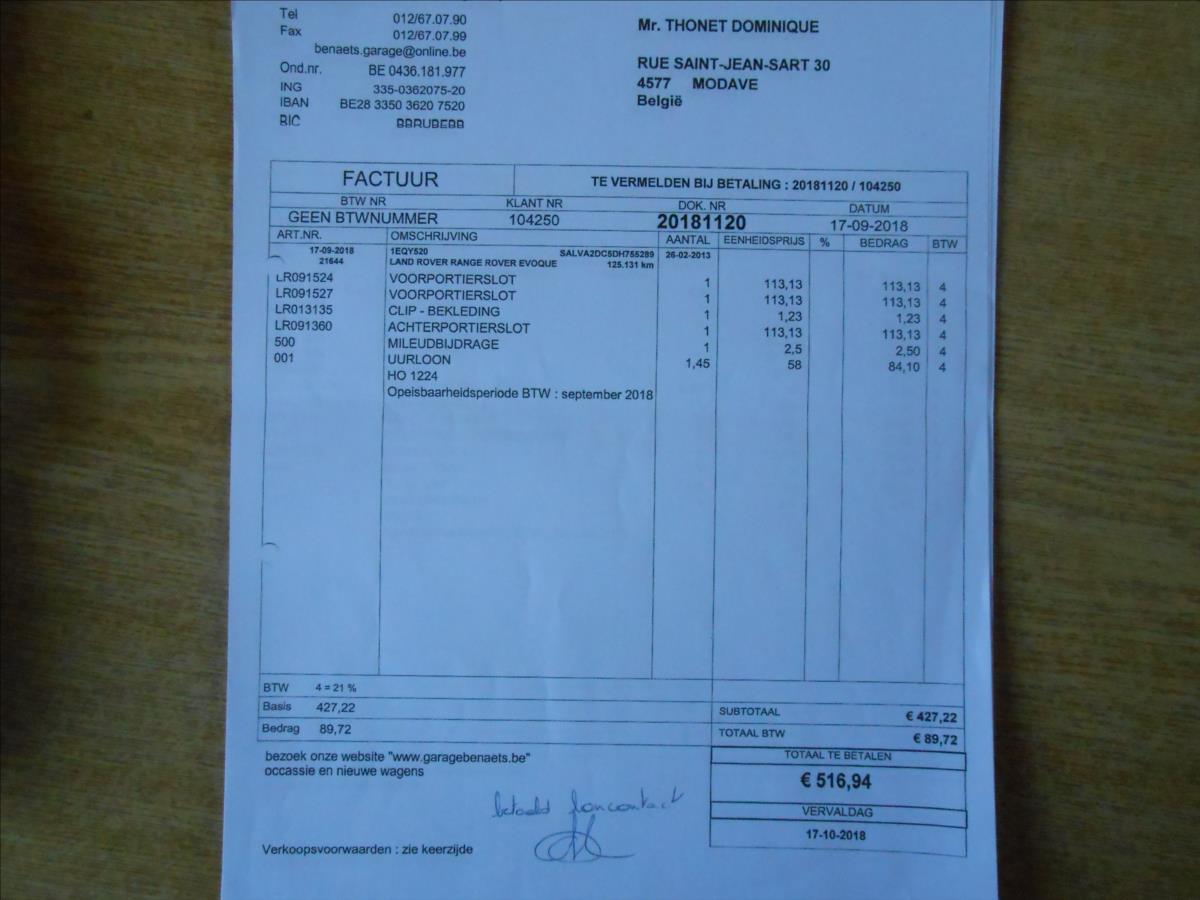 Tel 012/67.07.90
Fax 012/67.07.99
benaets.garage@online.be
Ond.nr. BE 0436.181.977
ING 335-0362075-20
IBAN BE28 3350 3620 7520
BIC BBRUBEBB
Mr. THONET DOMINIQUE
RUE SAINT-JEAN-SART 30
4577 MODAVE
België
FACTUUR TE VERMELDEN BIJ BETALING : 20181120 / 104250
BTW NR KLANT NR DOK. NR DATUM
GEEN BTWNUMMER 104250 20181120 17-09-2018
ART.NR. OMSCHRIJVING AANTAL EENHEIDSPRIJS % BEDRAG BTW
17-09-2018 1EQY520 SALVA2DC5DH755289 26-02-2013
21644 LAND ROVER RANGE ROVER EVOQUE 125.131 km
LR091524 VOORPORTIERSLOT 1 113,13 113,13 4
LR091527 VOORPORTIERSLOT 1 113,13 113,13 4
LR013135 CLIP - BEKLEDING 1 1,23 1,23 4
LR091360 ACHTERPORTIERSLOT 1 113,13 113,13 4
500 MILEUDBIJDRAGE 1 2,5 2,50 4
001 UURLOON 1,45 58 84,10 4
HO 1224
Opeisbaarheidsperiode BTW : september 2018
BTW 4 = 21 %
Basis 427,22
Bedrag 89,72
SUBTOTAAL € 427,22
TOTAAL BTW € 89,72
TOTAAL TE BETALEN
€ 516,94
VERVALDAG
17-10-2018
bezoek onze website "www.garagebenaets.be"
occassie en nieuwe wagens
betaald
Verkoopsvoorwaarden : zie keerzijde